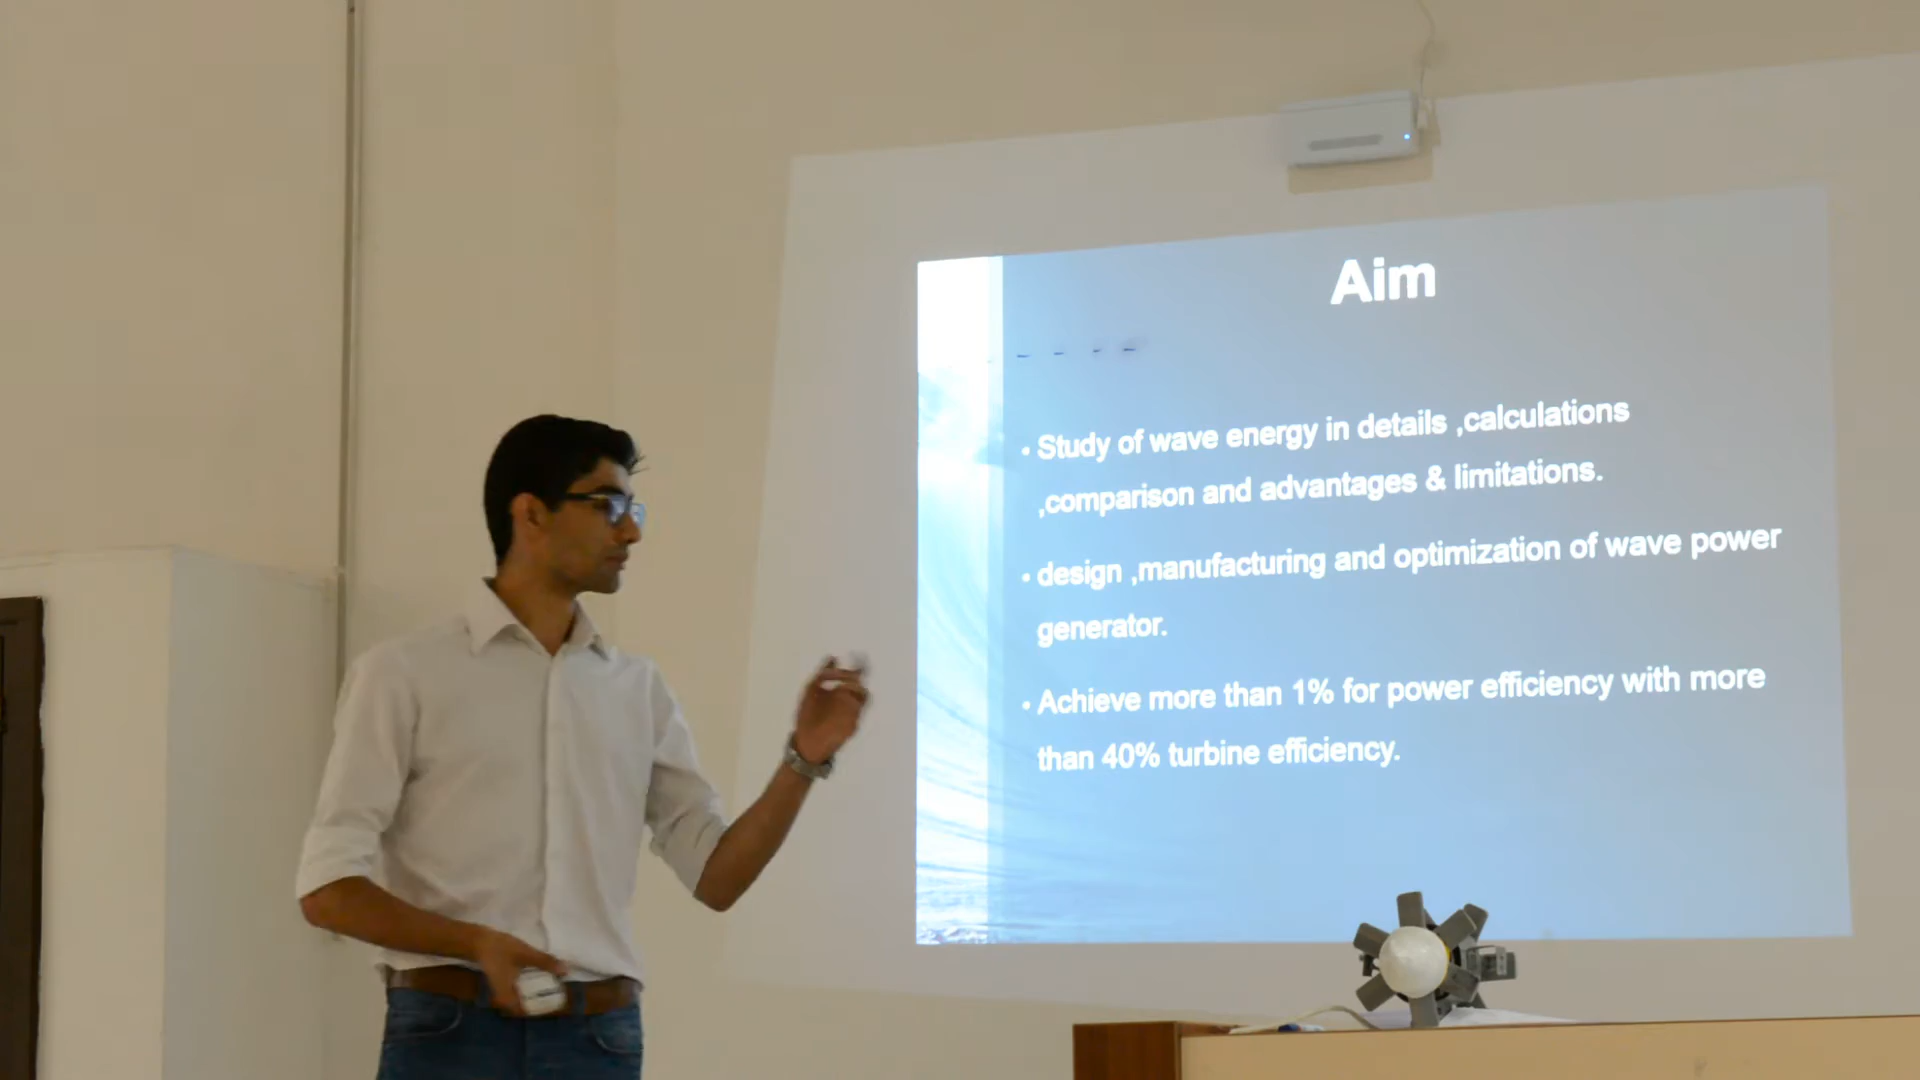 Aim
• Study of wave energy in details ,calculations
,comparison and advantages & limitations.
• design ,manufacturing and optimization of wave power
generator.
• Achieve more than 1% for power efficiency with more
than 40% turbine efficiency.